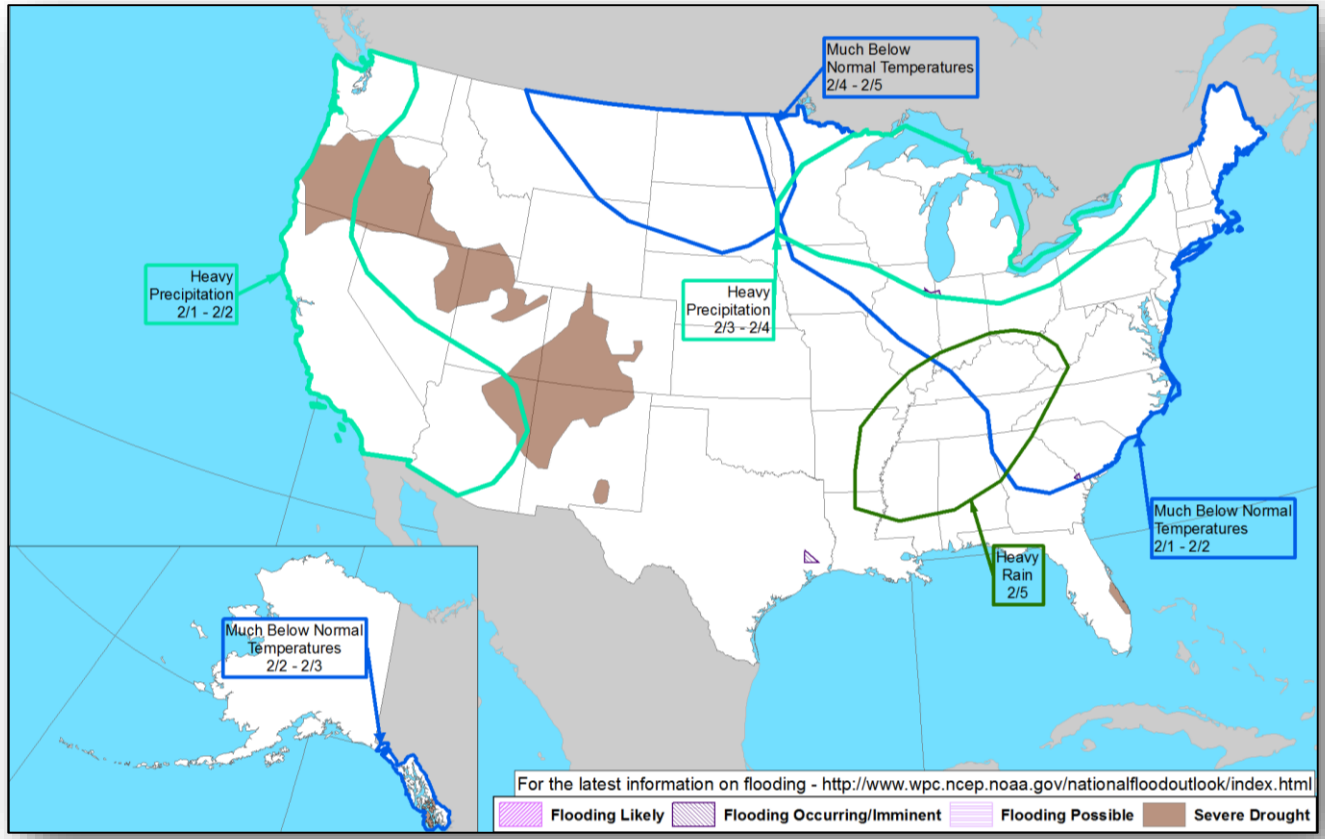 Much Below
Normal Temperatures
2/4 - 2/5
Heavy
Precipitation
2/1 - 2/2
Heavy
Precipitation
2/3 - 2/4
Much Below Normal
Temperatures
2/1 - 2/2
Heavy
Rain
2/5
Much Below Normal
Temperatures
2/2 - 2/3
For the latest information on flooding - http://www.wpc.ncep.noaa.gov/nationalfloodoutlook/index.html
Flooding Likely Flooding Occurring/Imminent Flooding Possible Severe Drought